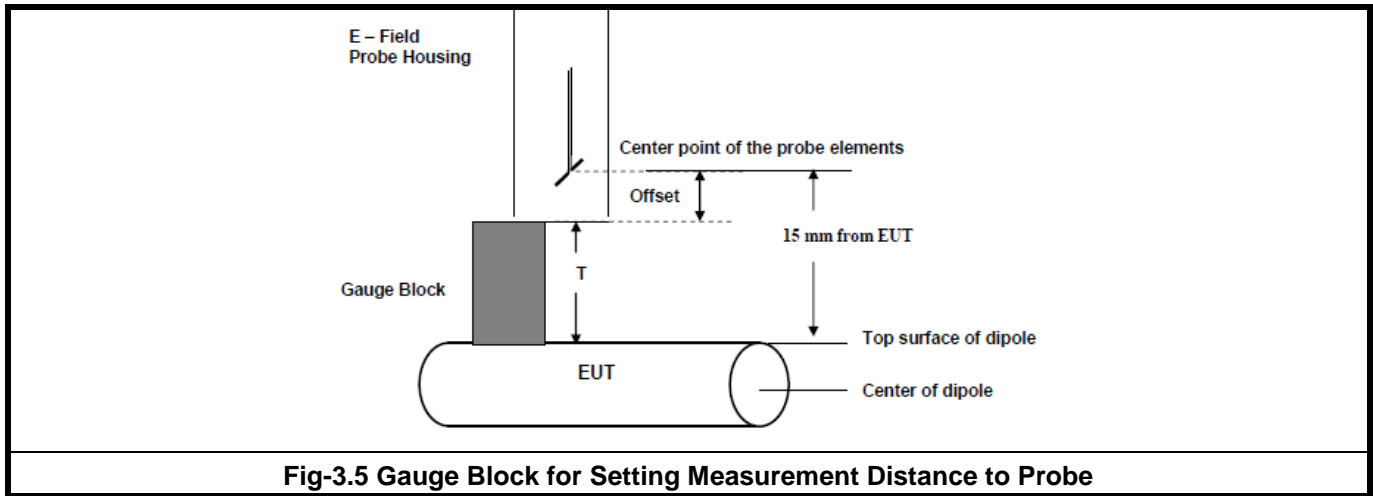 E – Field
Probe Housing
Center point of the probe elements
Offset
15 mm from EUT
T
Gauge Block
Top surface of dipole
EUT
Center of dipole
Fig-3.5 Gauge Block for Setting Measurement Distance to Probe